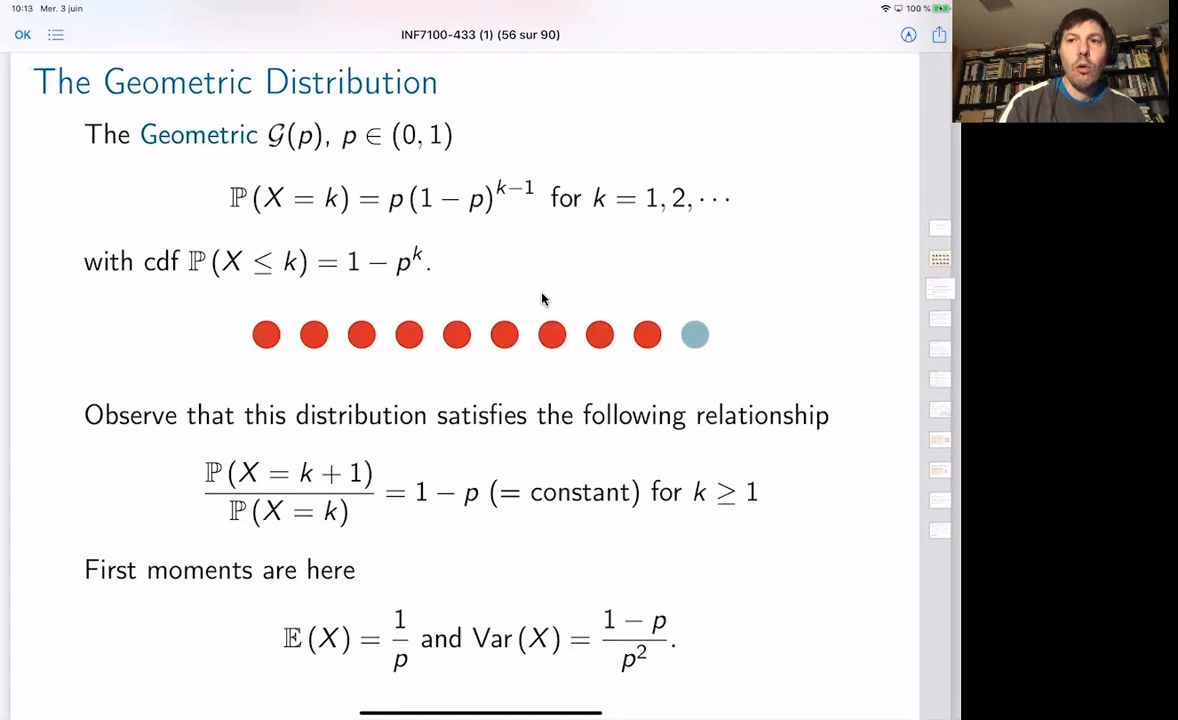 10:13 Mer. 3 juin
100 %
OK
INF7100-433 (1) (56 sur 90)
The Geometric Distribution
The Geometric 𝒢(p), p ∈ (0, 1)
ℙ(X = k) = p(1 − p)^{k−1} for k = 1, 2, ⋯
with cdf ℙ(X ≤ k) = 1 − p^k.
Observe that this distribution satisfies the following relationship
ℙ(X = k + 1) / ℙ(X = k) = 1 − p (= constant) for k ≥ 1
First moments are here
𝔼(X) = 1/p and Var(X) = (1 − p)/p².